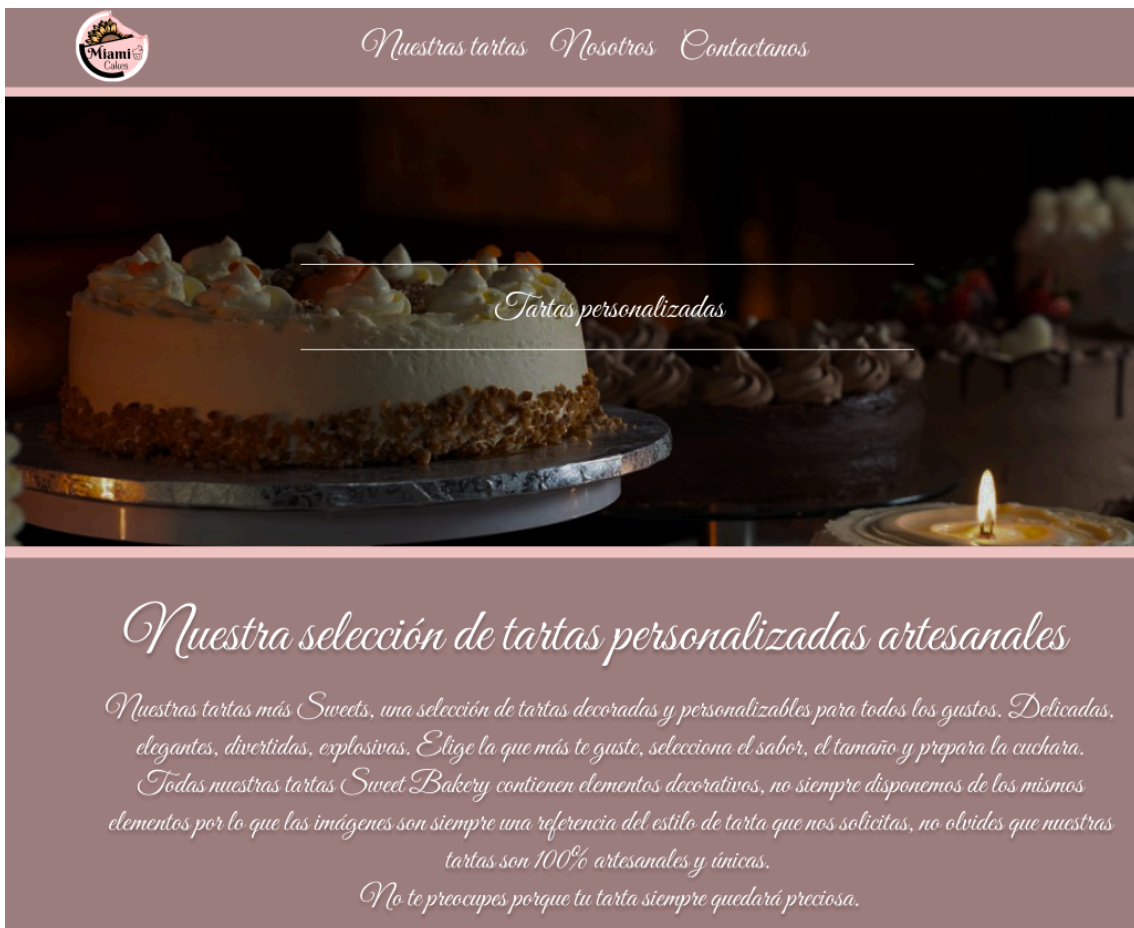 Miami
Cakes
Nuestras tartas Nosotros Contactanos
Tartas personalizadas
Nuestra selección de tartas personalizadas artesanales
Nuestras tartas más Sweets, una selección de tartas decoradas y personalizables para todos los gustos. Delicadas,
elegantes, divertidas, explosivas. Elige la que más te guste, selecciona el sabor, el tamaño y prepara la cuchara.
Todas nuestras tartas Sweet Bakery contienen elementos decorativos, no siempre disponemos de los mismos
elementos por lo que las imágenes son siempre una referencia del estilo de tarta que nos solicitas, no olvides que nuestras
tartas son 100% artesanales y únicas.
No te preocupes porque tu tarta siempre quedará preciosa.